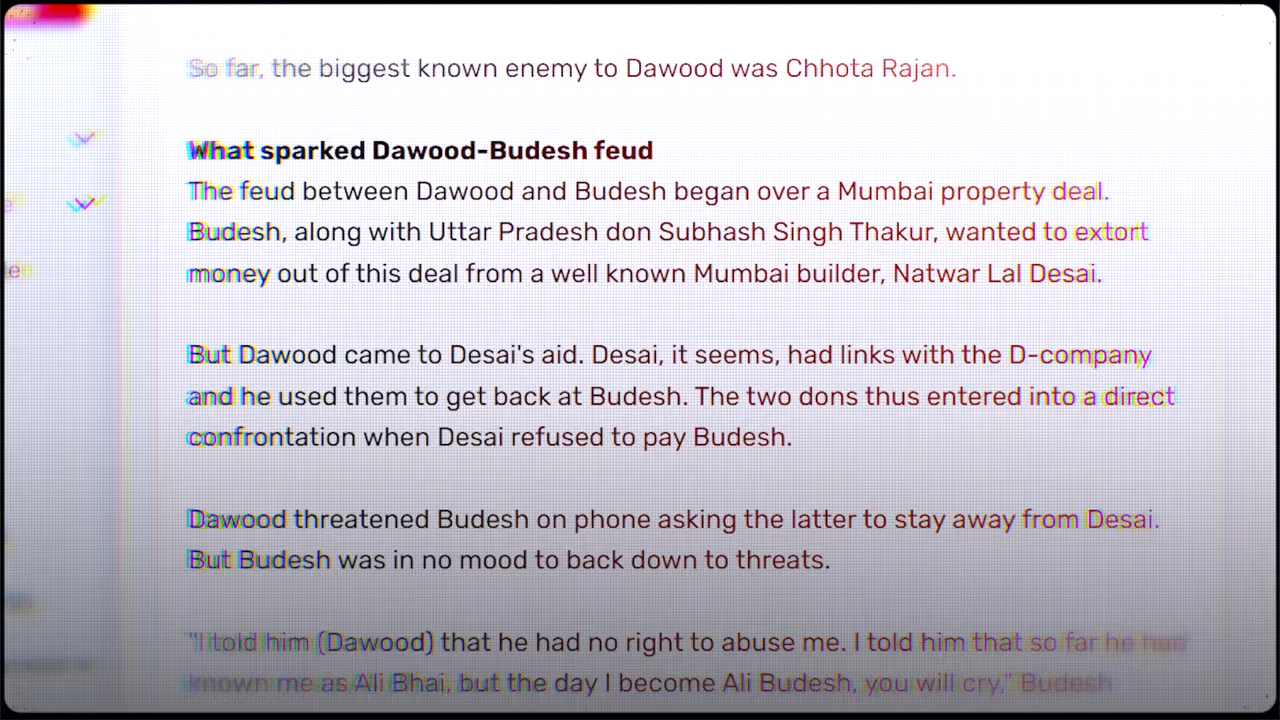 So far, the biggest known enemy to Dawood was Chhota Rajan.
What sparked Dawood-Budesh feud
The feud between Dawood and Budesh began over a Mumbai property deal.
Budesh, along with Uttar Pradesh don Subhash Singh Thakur, wanted to extort
money out of this deal from a well known Mumbai builder, Natwar Lal Desai.
But Dawood came to Desai's aid. Desai, it seems, had links with the D-company
and he used them to get back at Budesh. The two dons thus entered into a direct
confrontation when Desai refused to pay Budesh.
Dawood threatened Budesh on phone asking the latter to stay away from Desai.
But Budesh was in no mood to back down to threats.
"I told him (Dawood) that he had no right to abuse me. I told him that so far he has
known me as Ali Bhai, but the day I become Ali Budesh, you will cry," Budesh